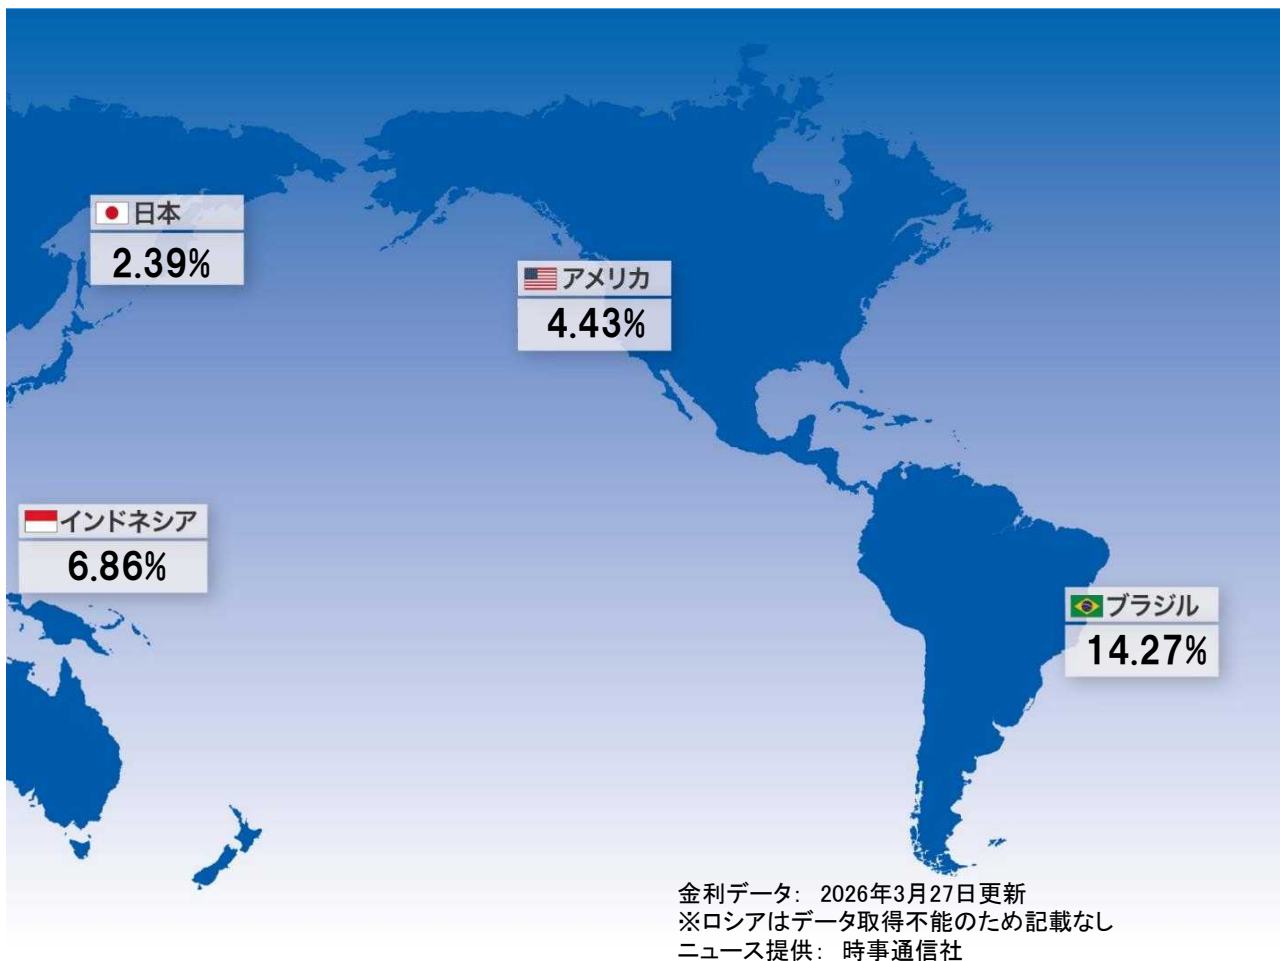 日本
2.39%
アメリカ
4.43%
インドネシア
6.86%
ブラジル
14.27%
金利データ： 2026年3月27日更新
※ロシアはデータ取得不能のため記載なし
ニュース提供： 時事通信社